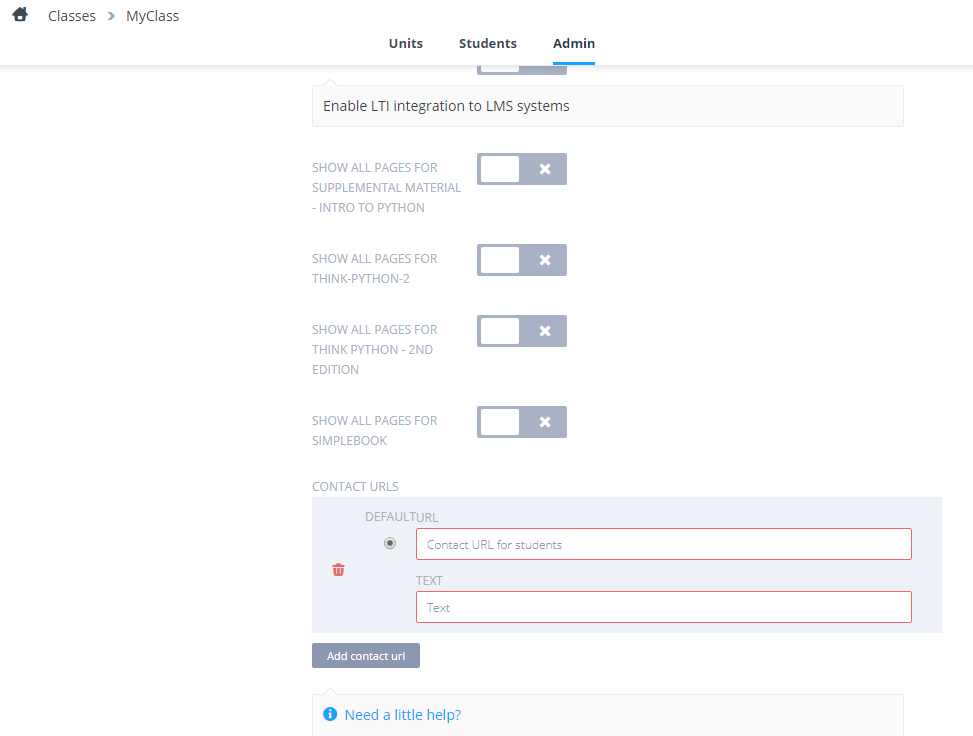 Classes MyClass
Units Students Admin
Enable LTI integration to LMS systems
SHOW ALL PAGES FOR
SUPPLEMENTAL MATERIAL
- INTRO TO PYTHON
SHOW ALL PAGES FOR
THINK-PYTHON-2
SHOW ALL PAGES FOR
THINK PYTHON - 2ND
EDITION
SHOW ALL PAGES FOR
SIMPLEBOOK
CONTACT URLS
DEFAULT URL
Contact URL for students
TEXT
Text
Add contact url
Need a little help?